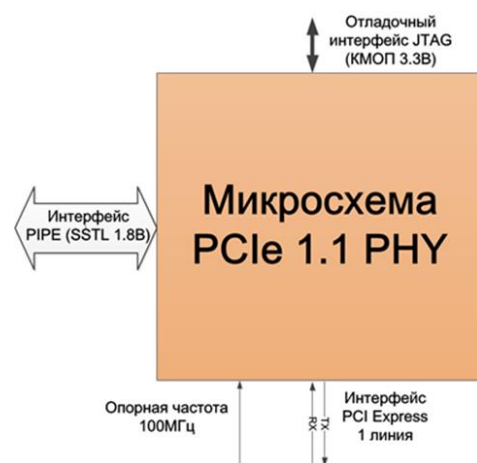 Отладочный
интерфейс JTAG
(КМОП 3.3В)
Микросхема
PCIe 1.1 PHY
Интерфейс
PIPE (SSTL 1.8В)
Опорная частота
100МГц
RX
TX
Интерфейс
PCI Express
1 линия